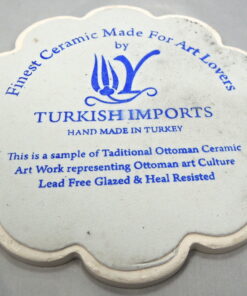 Finest Ceramic Made For Art Lovers
by
TURKISH IMPORTS
HAND MADE IN TURKEY
This is a sample of Taditional Ottoman Ceramic
Art Work representing Ottoman art Culture
Lead Free Glazed & Heal Resisted